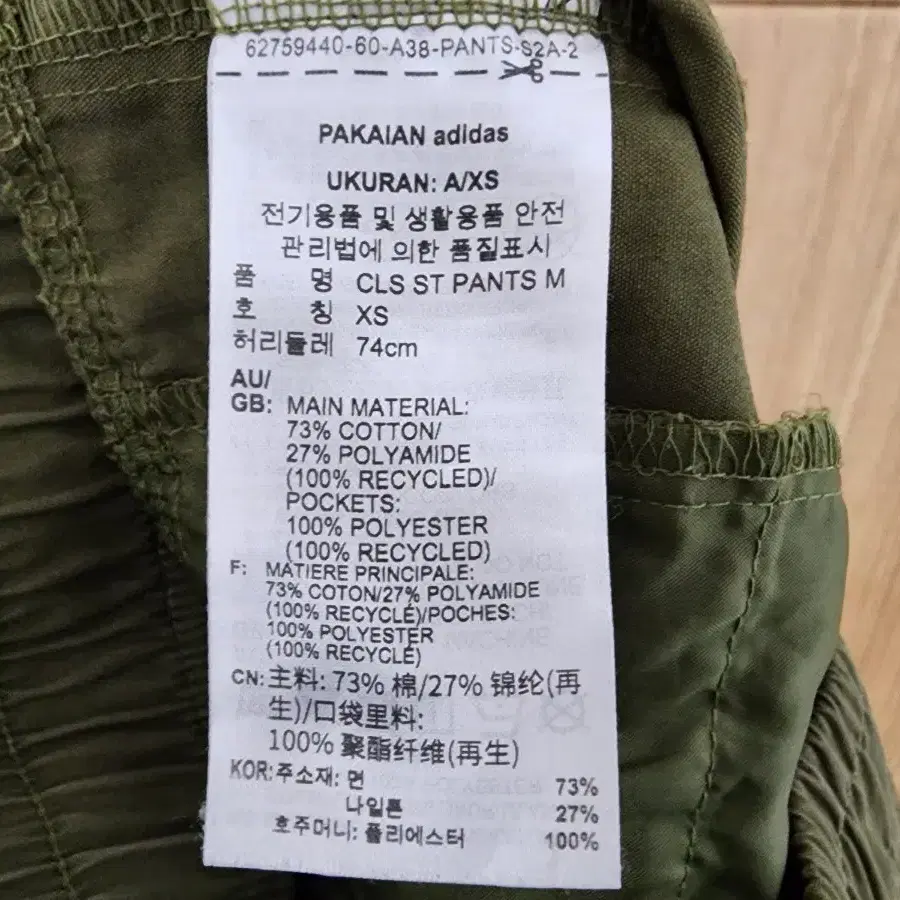 62759440-60-A38-PANTS-S2A-2
PAKAIAN adidas
UKURAN: A/XS
전기용품 및 생활용품 안전
관리법에 의한 품질표시
품 명 CLS ST PANTS M
호 칭 XS
허리둘레 74cm
AU/
GB: MAIN MATERIAL:
73% COTTON/
27% POLYAMIDE
(100% RECYCLED)/
POCKETS:
100% POLYESTER
(100% RECYCLED)
F: MATIERE PRINCIPALE:
73% COTON/27% POLYAMIDE
(100% RECYCLÉ)/POCHES:
100% POLYESTER
(100% RECYCLÉ)
CN: 主料: 73% 棉/27% 锦纶(再
生)/口袋里料:
100% 聚酯纤维(再生)
KOR: 주소재: 면 73%
나일론 27%
호주머니: 폴리에스터 100%